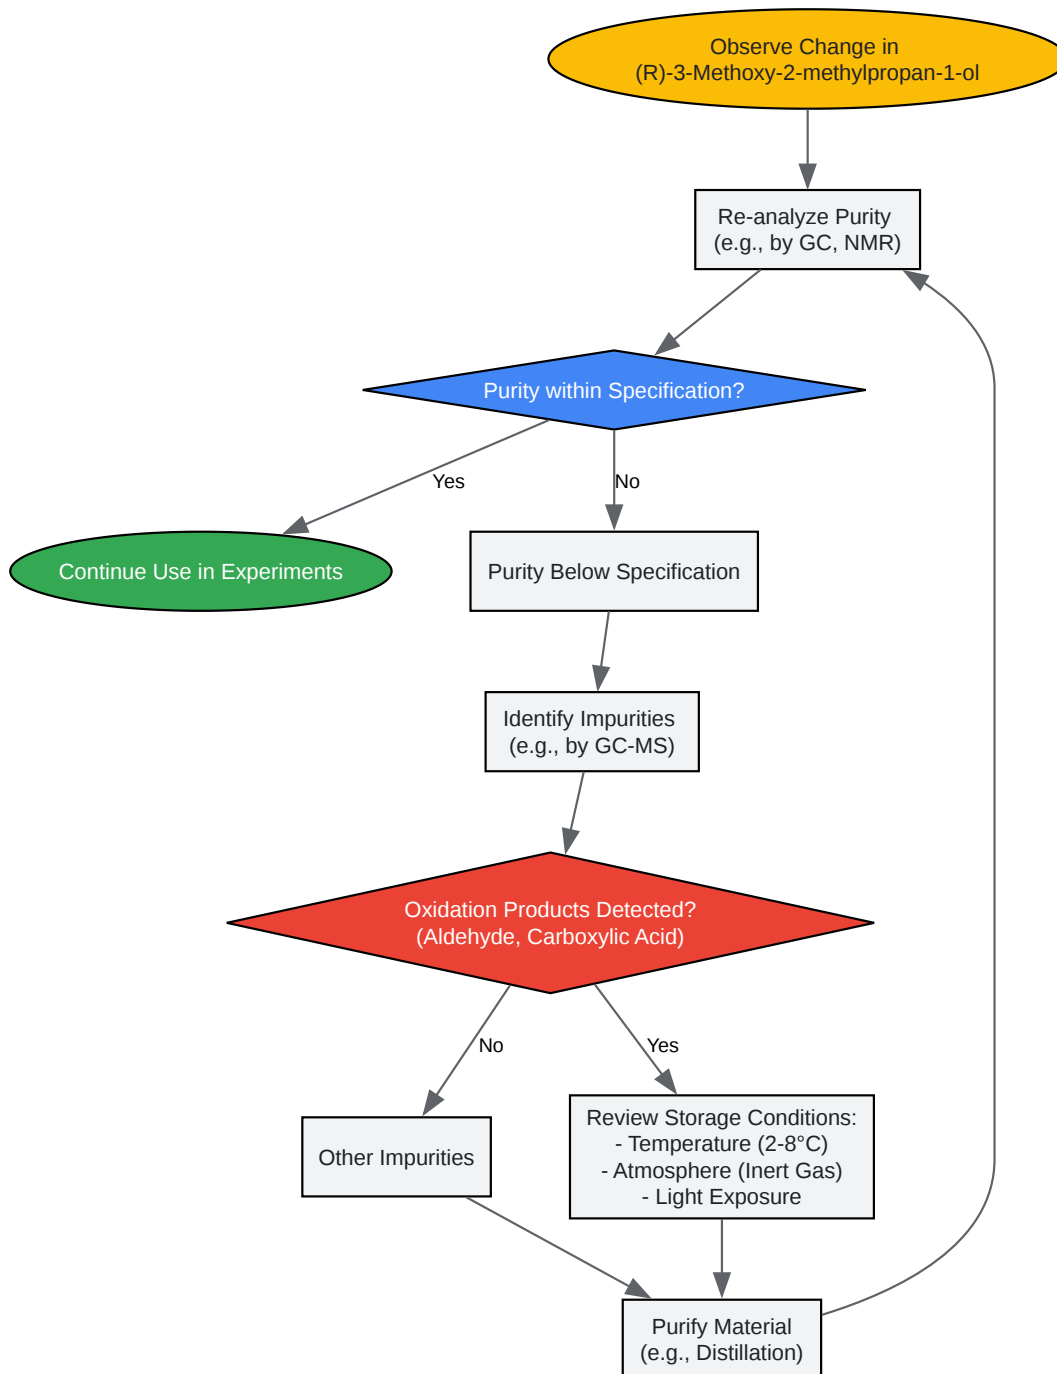 Observe Change in
(R)-3-Methoxy-2-methylpropan-1-ol
Re-analyze Purity
(e.g., by GC, NMR)
Purity within Specification?
Yes
No
Continue Use in Experiments
Purity Below Specification
Identify Impurities
(e.g., by GC-MS)
Oxidation Products Detected?
(Aldehyde, Carboxylic Acid)
No
Yes
Other Impurities
Review Storage Conditions:
- Temperature (2-8°C)
- Atmosphere (Inert Gas)
- Light Exposure
Purify Material
(e.g., Distillation)